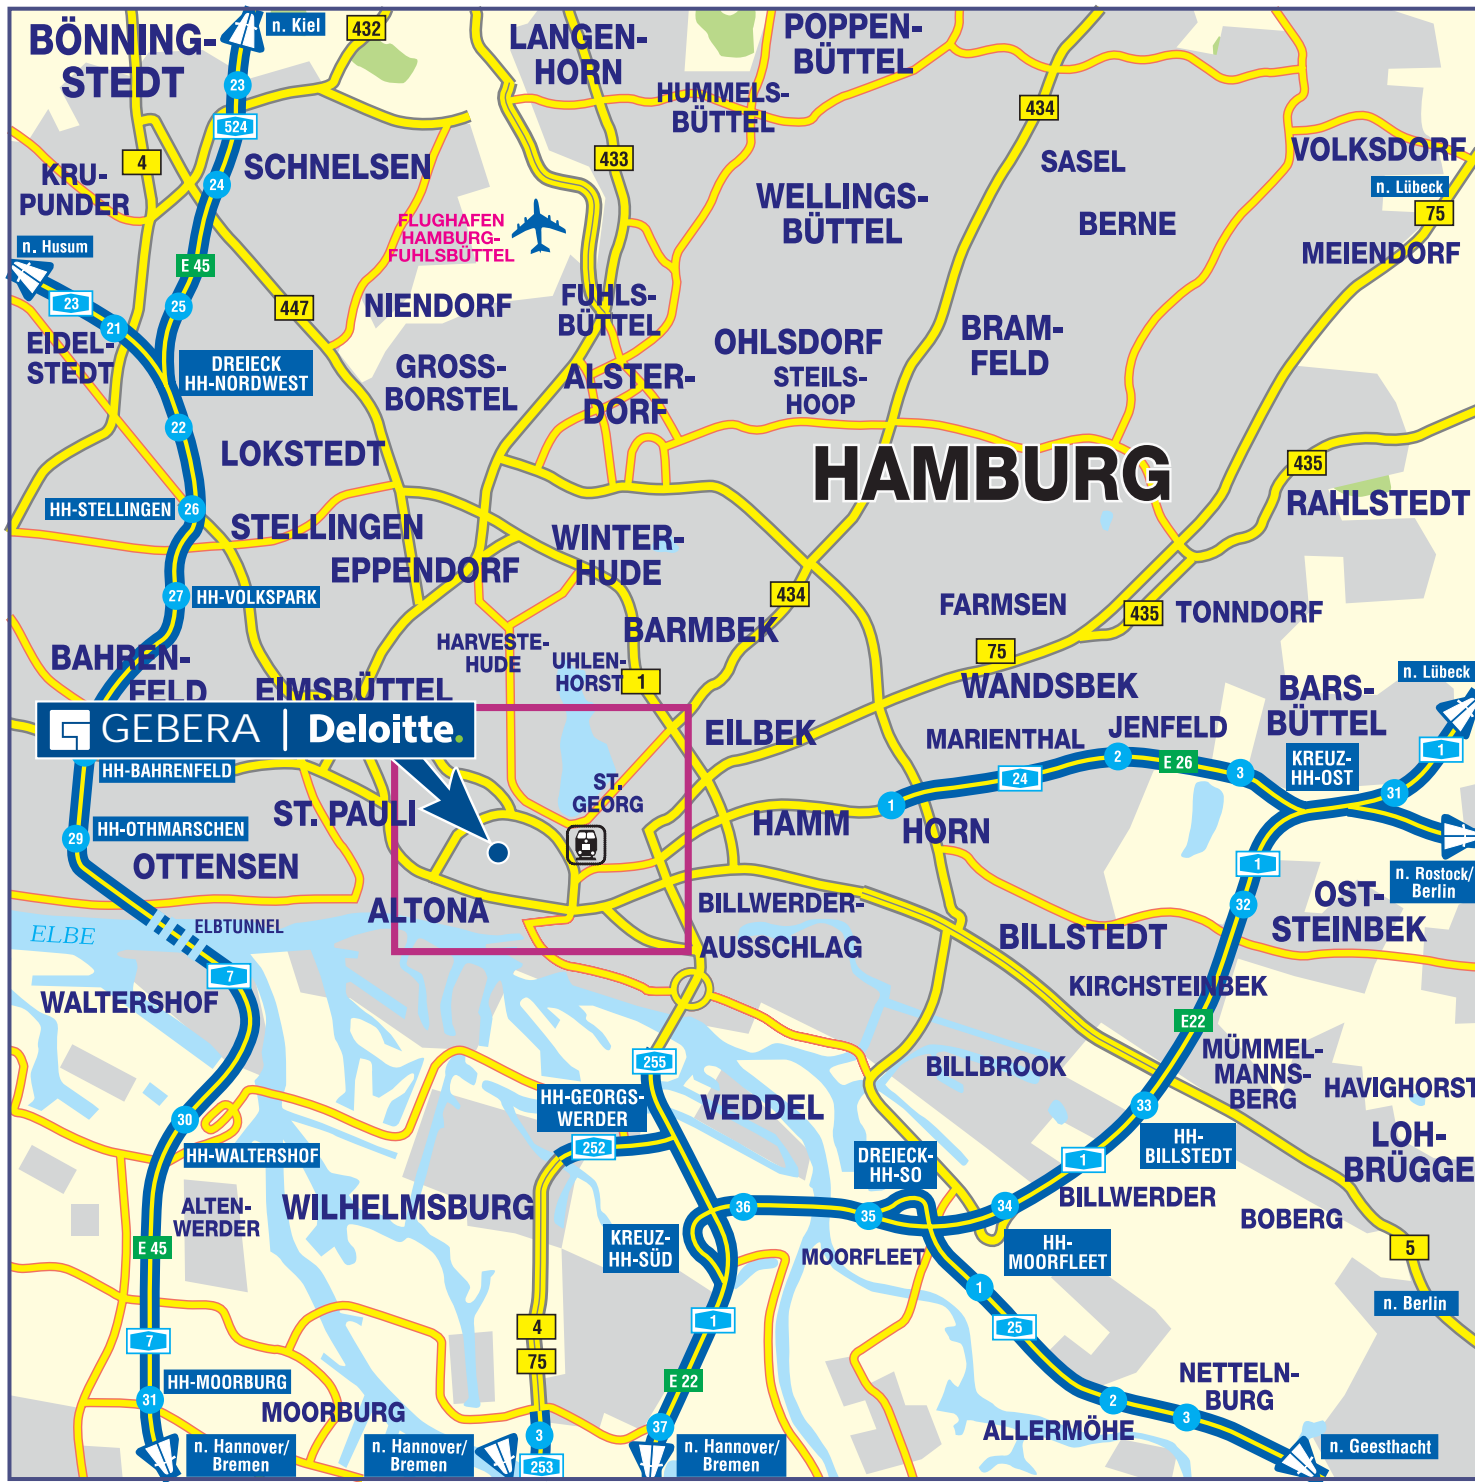 BÖNNING-
STEDT
n. Kiel
432
LANGEN-
HORN
POPPEN-
BÜTTEL
23
524
HUMMELS-
BÜTTEL
434
4
SCHNELSEN
433
SASEL
VOLKSDORF
KRU-
PUNDER
24
WELLINGS-
BÜTTEL
n. Lübeck
75
FLUGHAFEN
HAMBURG-
FUHLSBÜTTEL
BERNE
MEIENDORF
n. Husum
E 45
23
21
25
447
NIENDORF
FUHLS-
BÜTTEL
EIDEL-
STEDT
DREIECK
HH-NORDWEST
GROSS-
BORSTEL
ALSTER-
DORF
OHLSDORF
STEILS-
HOOP
BRAM-
FELD
22
LOKSTEDT
HAMBURG
435
RAHLSTEDT
HH-STELLINGEN
26
STELLINGEN
EPPENDORF
WINTER-
HUDE
27
HH-VOLKSPARK
434
FARMSEN
435
TONNDORF
BARMBEK
HARVESTE-
HUDE
UHLEN-
HORST
1
75
WANDSBEK
BAHREN-
FELD
EIMSBÜTTEL
BARS-
BÜTTEL
n. Lübeck
GEBERA | Deloitte.
EILBEK
MARIENTHAL
JENFELD
KREUZ-
HH-OST
1
HH-BAHRENFELD
2
E 26
3
24
31
ST.
GEORG
ST. PAULI
HAMM
1
HORN
29
HH-OTHMARSCHEN
OTTENSEN
1
n. Rostock/
Berlin
ALTONA
BILLWERDER-
AUSSCHLAG
32
OST-
STEINBEK
ELBE
ELBTUNNEL
BILLSTEDT
7
WALTERSHOF
KIRCHSTEINBEK
E22
255
BILLBROOK
MÜMMEL-
MANNS-
BERG
HAVIGHORST
HH-GEORGS-
WERDER
VEDDEL
33
30
HH-WALTERSHOF
252
DREIECK-
HH-SO
1
HH-
BILLSTEDT
LOH-
BRÜGGE
ALTEN-
WERDER
WILHELMSBURG
36
35
34
BILLWERDER
BOBERG
E 45
KREUZ-
HH-SÜD
MOORFLEET
HH-
MOORFLEET
5
1
n. Berlin
7
4
75
1
25
HH-MOORBURG
31
E 22
NETTELN-
BURG
2
3
MOORBURG
37
ALLERMÖHE
n. Hannover/
Bremen
n. Hannover/
Bremen
3
253
n. Hannover/
Bremen
n. Geesthacht